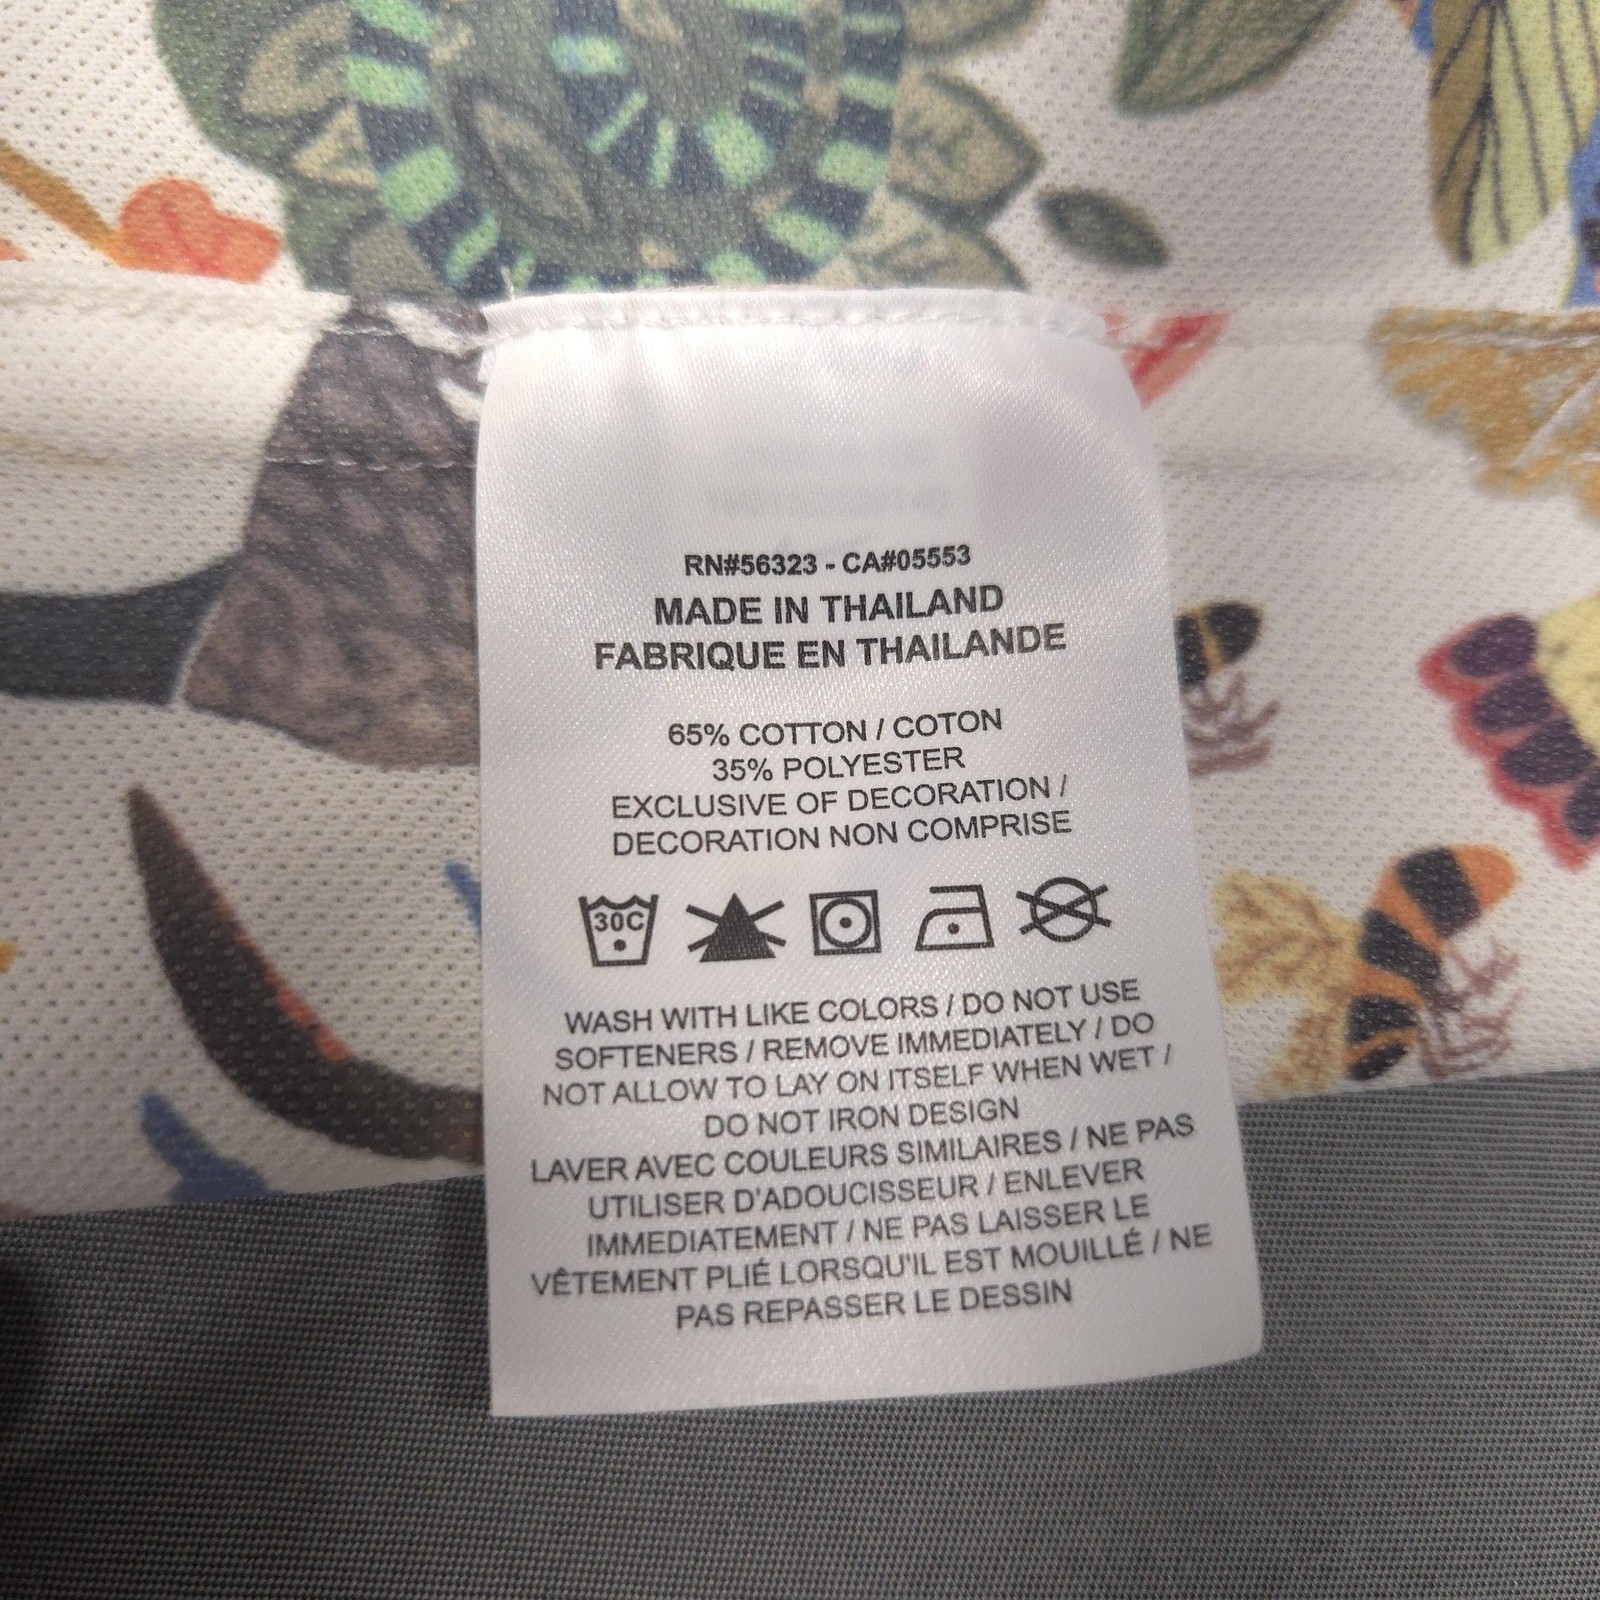 RN#56323 - CA#05553
MADE IN THAILAND
FABRIQUE EN THAILANDE
65% COTTON / COTON
35% POLYESTER
EXCLUSIVE OF DECORATION /
DECORATION NON COMPRISE
30C
WASH WITH LIKE COLORS / DO NOT USE
SOFTENERS / REMOVE IMMEDIATELY / DO
NOT ALLOW TO LAY ON ITSELF WHEN WET /
DO NOT IRON DESIGN
LAVER AVEC COULEURS SIMILAIRES / NE PAS
UTILISER D'ADOUCISSEUR / ENLEVER
IMMEDIATEMENT / NE PAS LAISSER LE
VÊTEMENT PLIÉ LORSQU'IL EST MOUILLÉ / NE
PAS REPASSER LE DESSIN